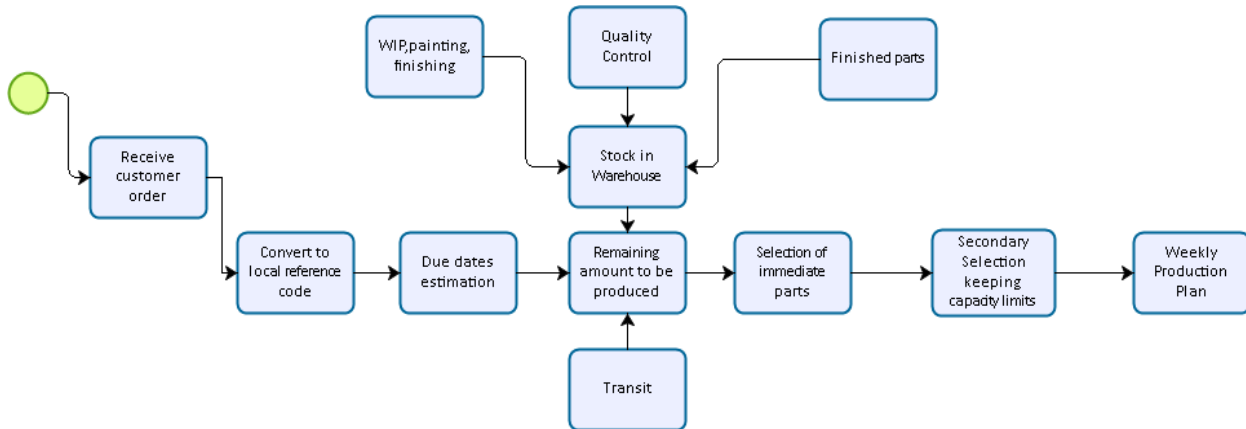 WIP,painting,
finishing
Quality
Control
Finished parts
Receive
customer
order
Stock in
Warehouse
Convert to
local reference
code
Due dates
estimation
Remaining
amount to be
produced
Selection of
immediate
parts
Secondary
Selection
keeping
capacity limits
Weekly
Production
Plan
Transit